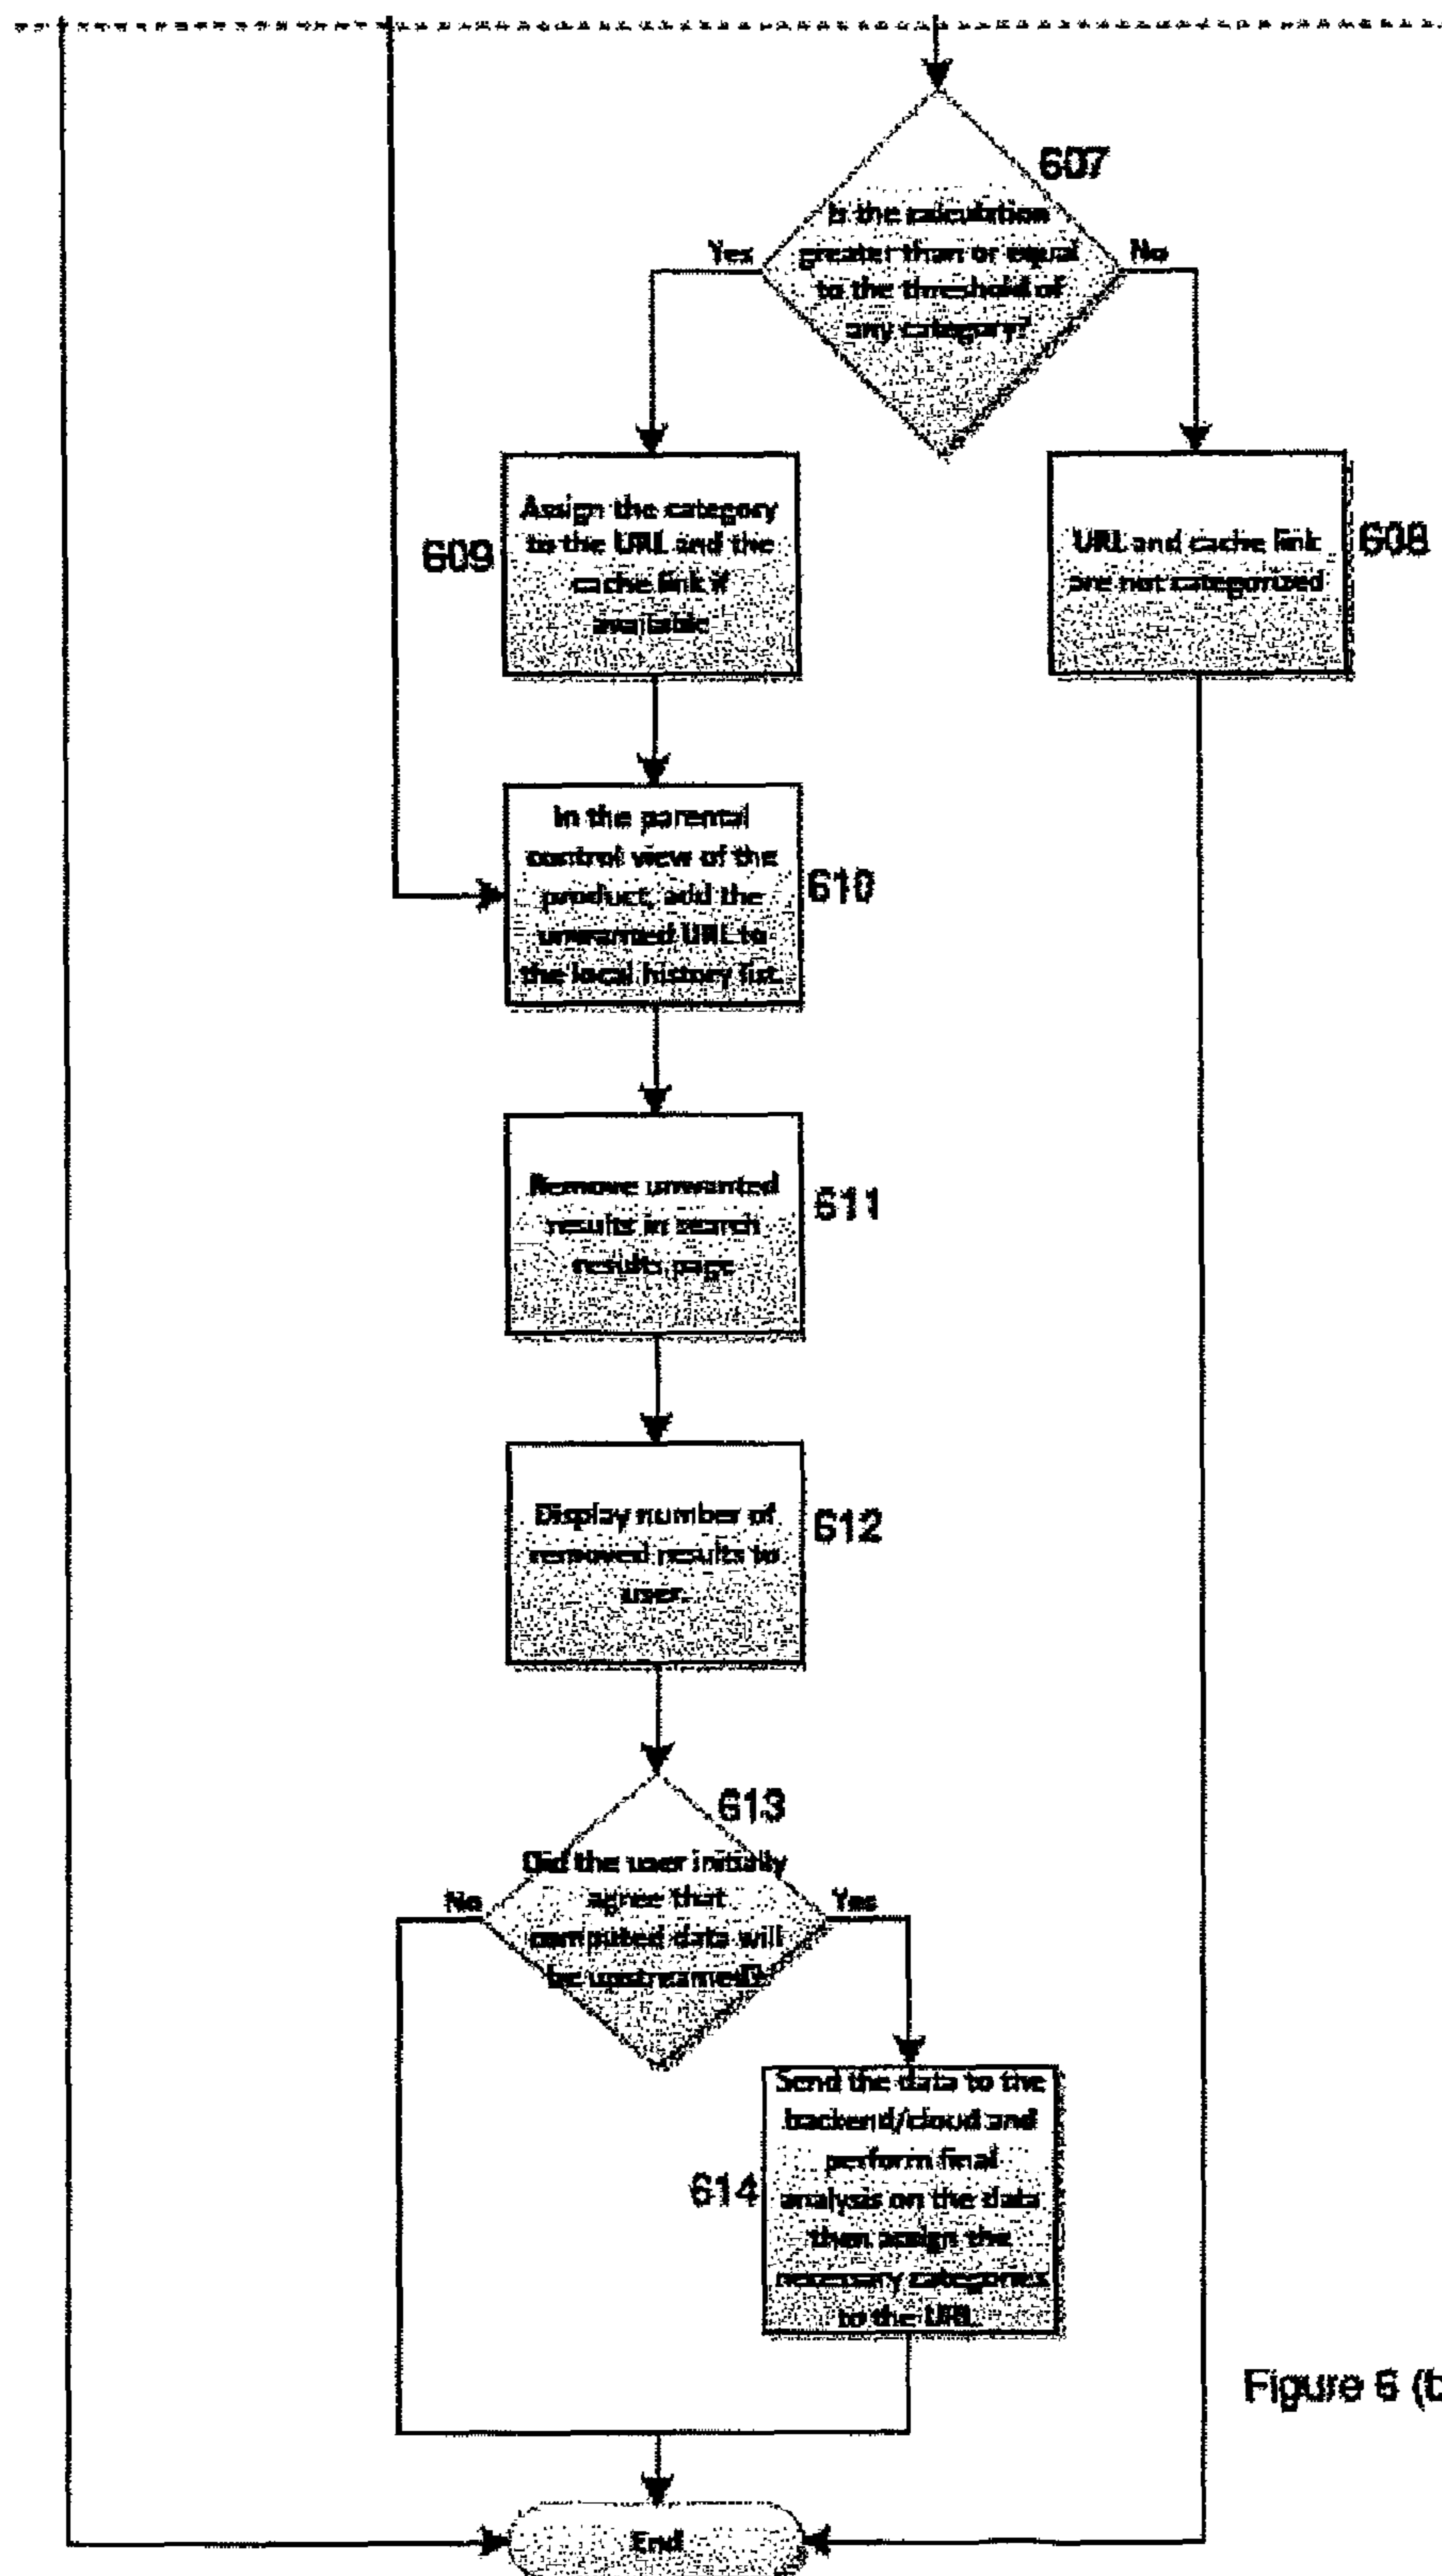 607
Is the calculation
greater than or equal
to the threshold of
any category?
Yes
No
609
Assign the category
to the URL and the
cache link if
available
URL and cache link
are not categorized
608
In the parental
control view of the
product, add the
unwanted URL to
the local history list.
610
Remove unwanted
results in search
results page
611
Display number of
removed results to
user.
612
613
Did the user initially
agree that
computed data will
be upstreamed?
No
Yes
614
Send the data to the
backend/cloud and
perform final
analysis on the data
then assign the
necessary categories
to the URL
Figure 6 (b
End